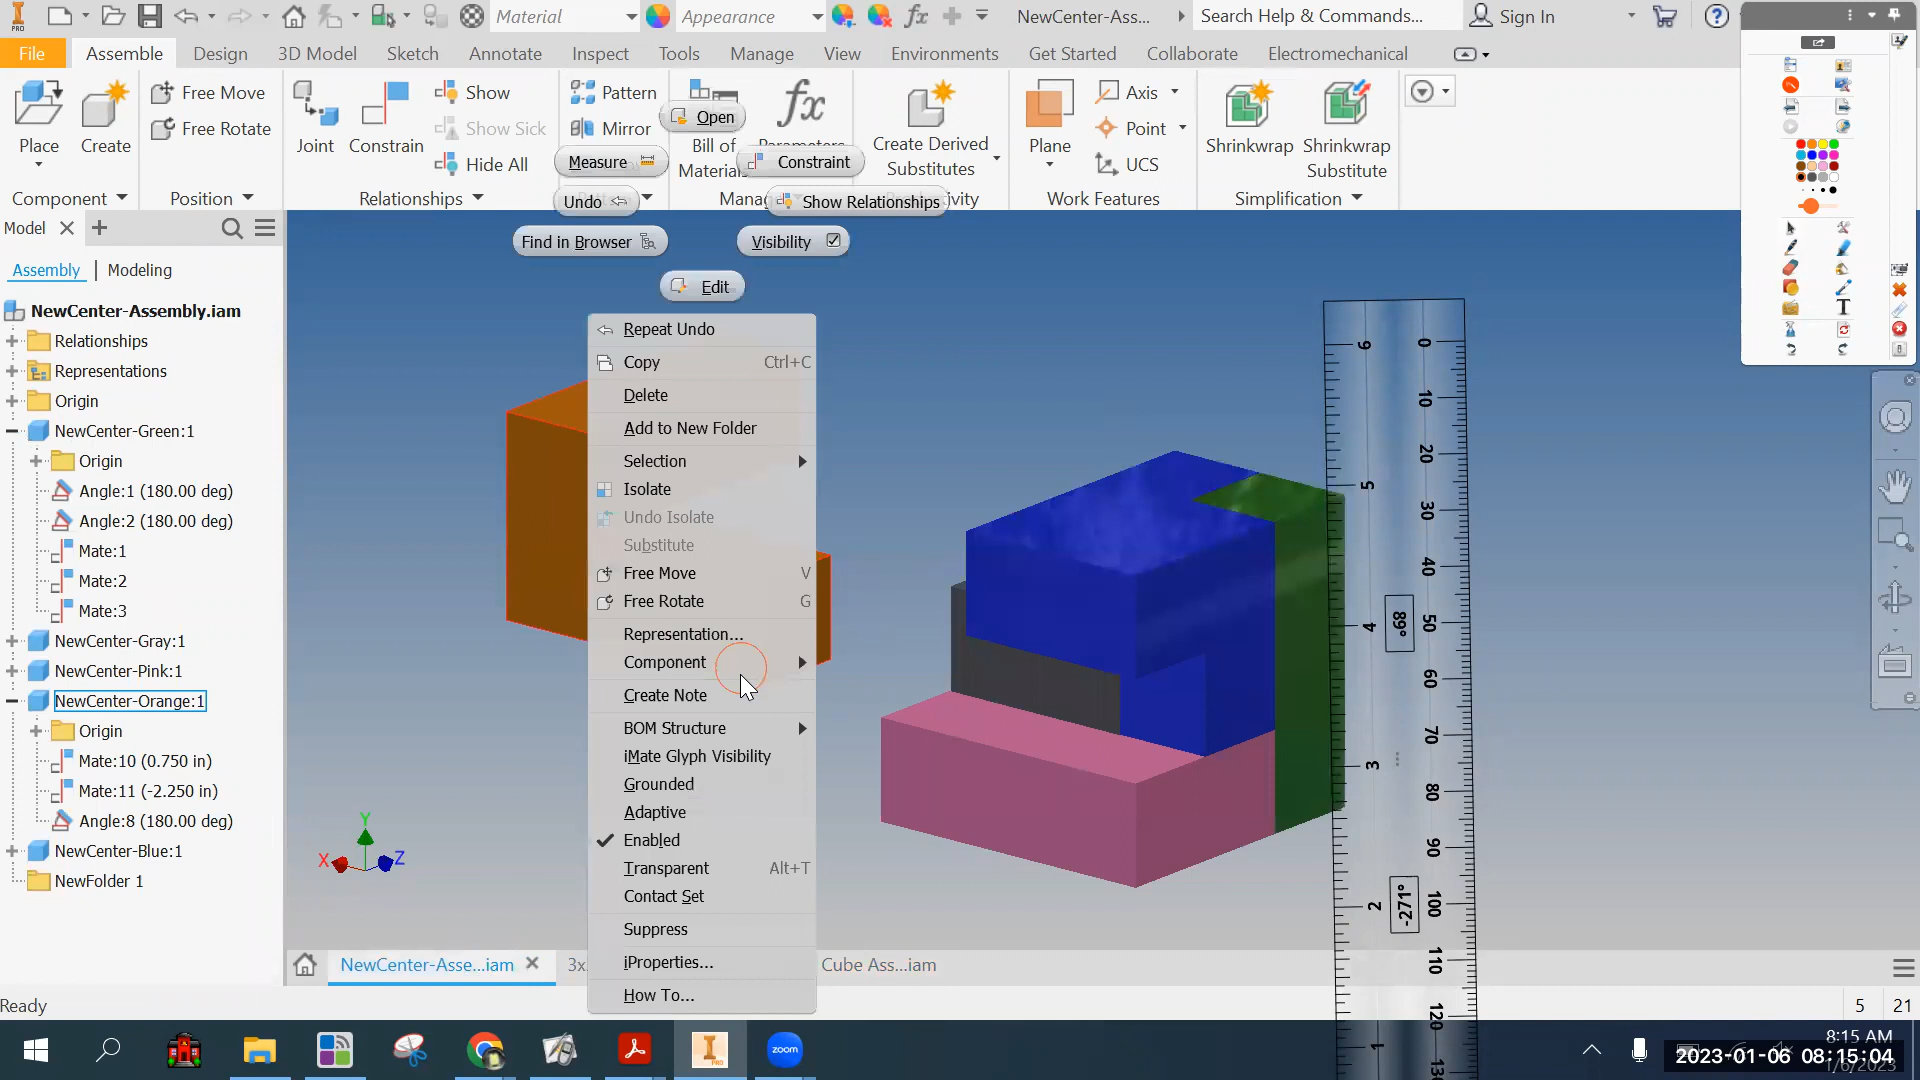 PRO
Material
Appearance
fx
NewCenter-Ass...
Search Help & Commands...
Sign In
File
Assemble
Design
3D Model
Sketch
Annotate
Inspect
Tools
Manage
View
Environments
Get Started
Collaborate
Electromechanical
Place
Create
Free Move
Free Rotate
Joint
Constrain
Show
Show Sick
Hide All
Pattern
Mirror
Open
Bill of
Measure
Constraint
Undo
Show Relationships
Find in Browser
Visibility
Edit
fx
Create Derived
Substitutes
Plane
Axis
Point
UCS
Shrinkwrap
Shrinkwrap
Substitute
Component
Position
Relationships
Work Features
Simplification
Model
Assembly | Modeling
NewCenter-Assembly.iam
Relationships
Representations
Origin
NewCenter-Green:1
Origin
Angle:1 (180.00 deg)
Angle:2 (180.00 deg)
Mate:1
Mate:2
Mate:3
NewCenter-Gray:1
NewCenter-Pink:1
NewCenter-Orange:1
Origin
Mate:10 (0.750 in)
Mate:11 (-2.250 in)
Angle:8 (180.00 deg)
NewCenter-Blue:1
NewFolder 1
Repeat Undo
Copy Ctrl+C
Delete
Add to New Folder
Selection
Isolate
Undo Isolate
Substitute
Free Move V
Free Rotate G
Representation...
Component
Create Note
BOM Structure
iMate Glyph Visibility
Grounded
Adaptive
Enabled
Transparent Alt+T
Contact Set
Suppress
iProperties...
How To...
Y
X
Z
6 0
10
20
5
30
40
4 89° 50
60
70
3
80
90
2 -271° 100
110
120
1
130
T
NewCenter-Asse...iam
3x
Cube Ass...iam
Ready
5 21
PRO
zoom
8:15 AM
2023-01-06 08:15:04